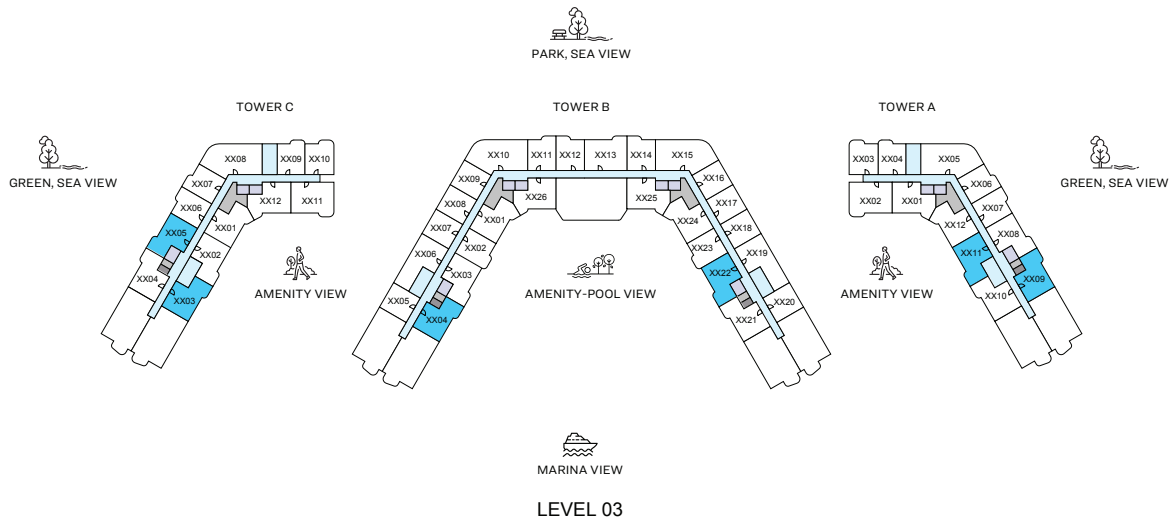 PARK, SEA VIEW
TOWER C
TOWER B
TOWER A
GREEN, SEA VIEW
GREEN, SEA VIEW
XX08
XX09
XX10
XX07
XX06
XX05
XX04
XX03
XX02
XX01
XX12
XX11
AMENITY VIEW
XX10
XX11
XX12
XX13
XX14
XX15
XX09
XX08
XX07
XX06
XX05
XX04
XX03
XX02
XX01
XX26
XX25
XX16
XX17
XX18
XX19
XX20
XX21
XX22
XX23
XX24
AMENITY-POOL VIEW
XX03
XX04
XX05
XX02
XX01
XX06
XX07
XX08
XX09
XX10
XX11
XX12
AMENITY VIEW
MARINA VIEW
LEVEL 03